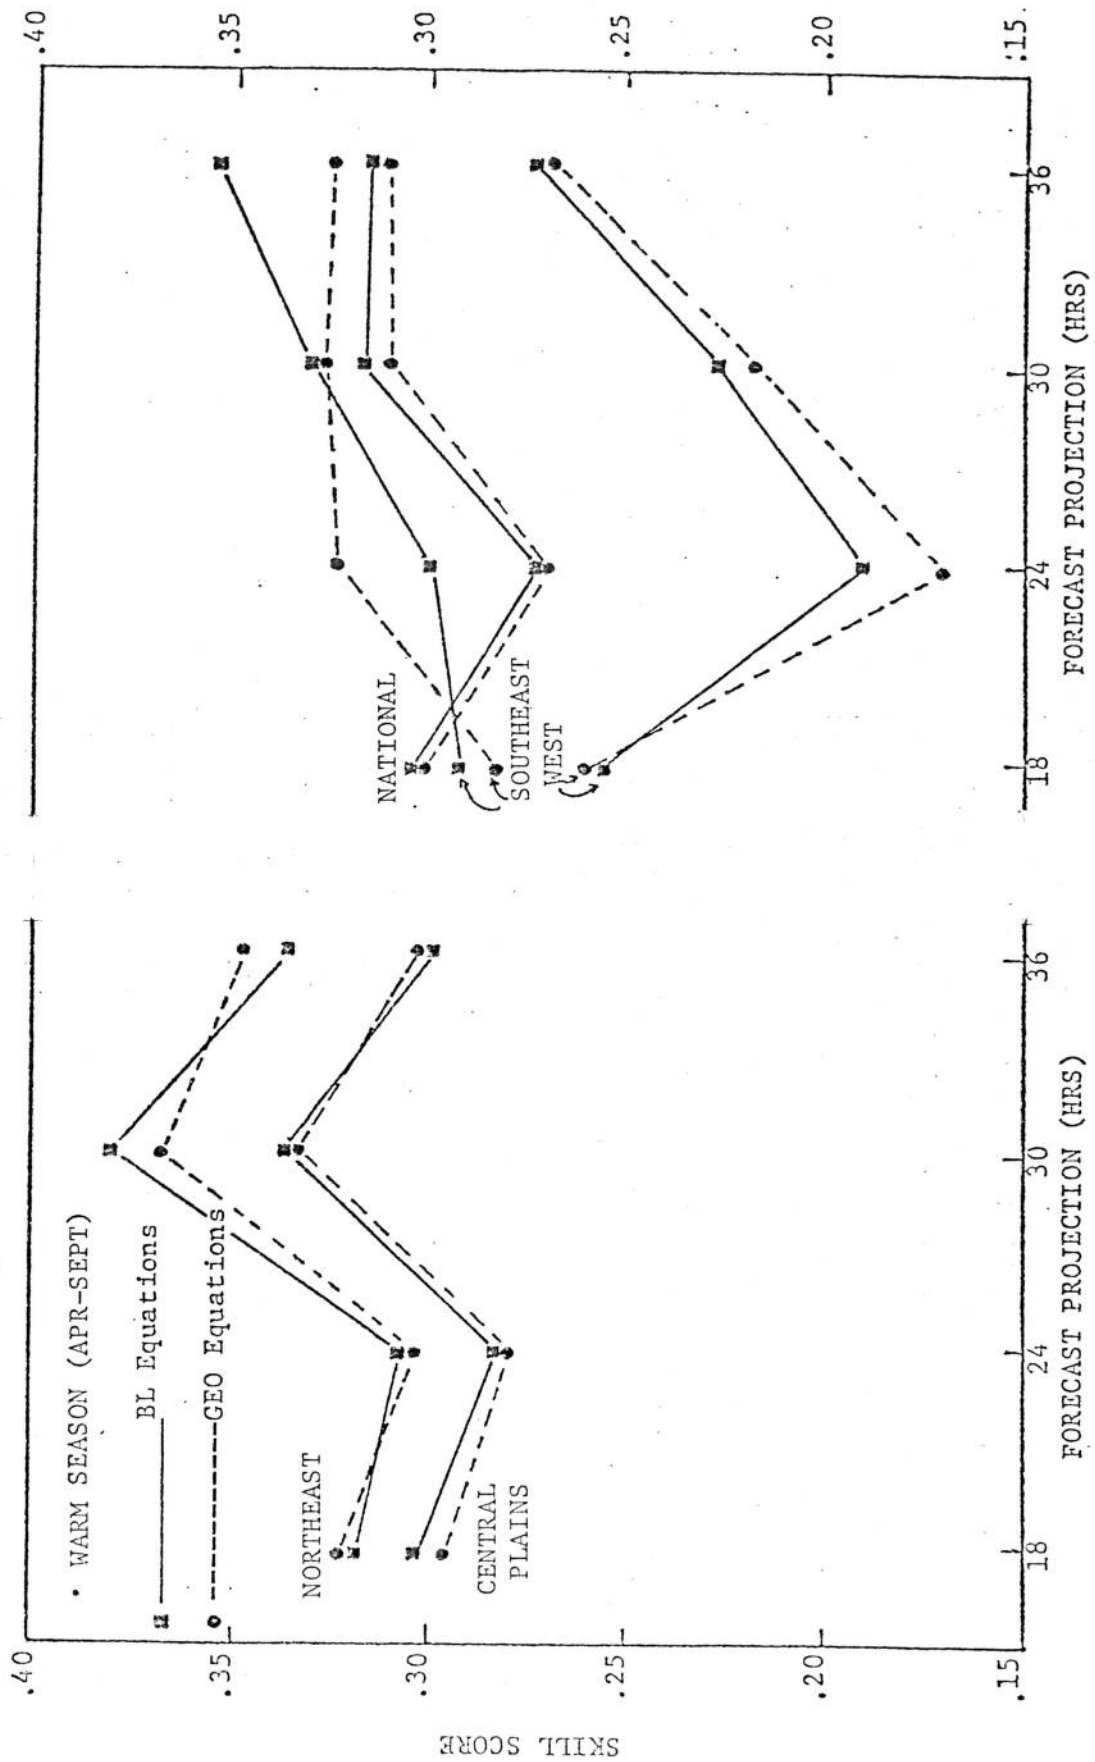 SKILL SCORE
.40
.35
.30
.25
.20
.15
• WARM SEASON (APR-SEPT)
BL Equations
GEO Equations
NORTHEAST
CENTRAL
PLAINS
18
24
30
36
FORECAST PROJECTION (HRS)
NATIONAL
SOUTHEAST
WEST
18
24
30
36
FORECAST PROJECTION (HRS)
.40
.35
.30
.25
.20
.15